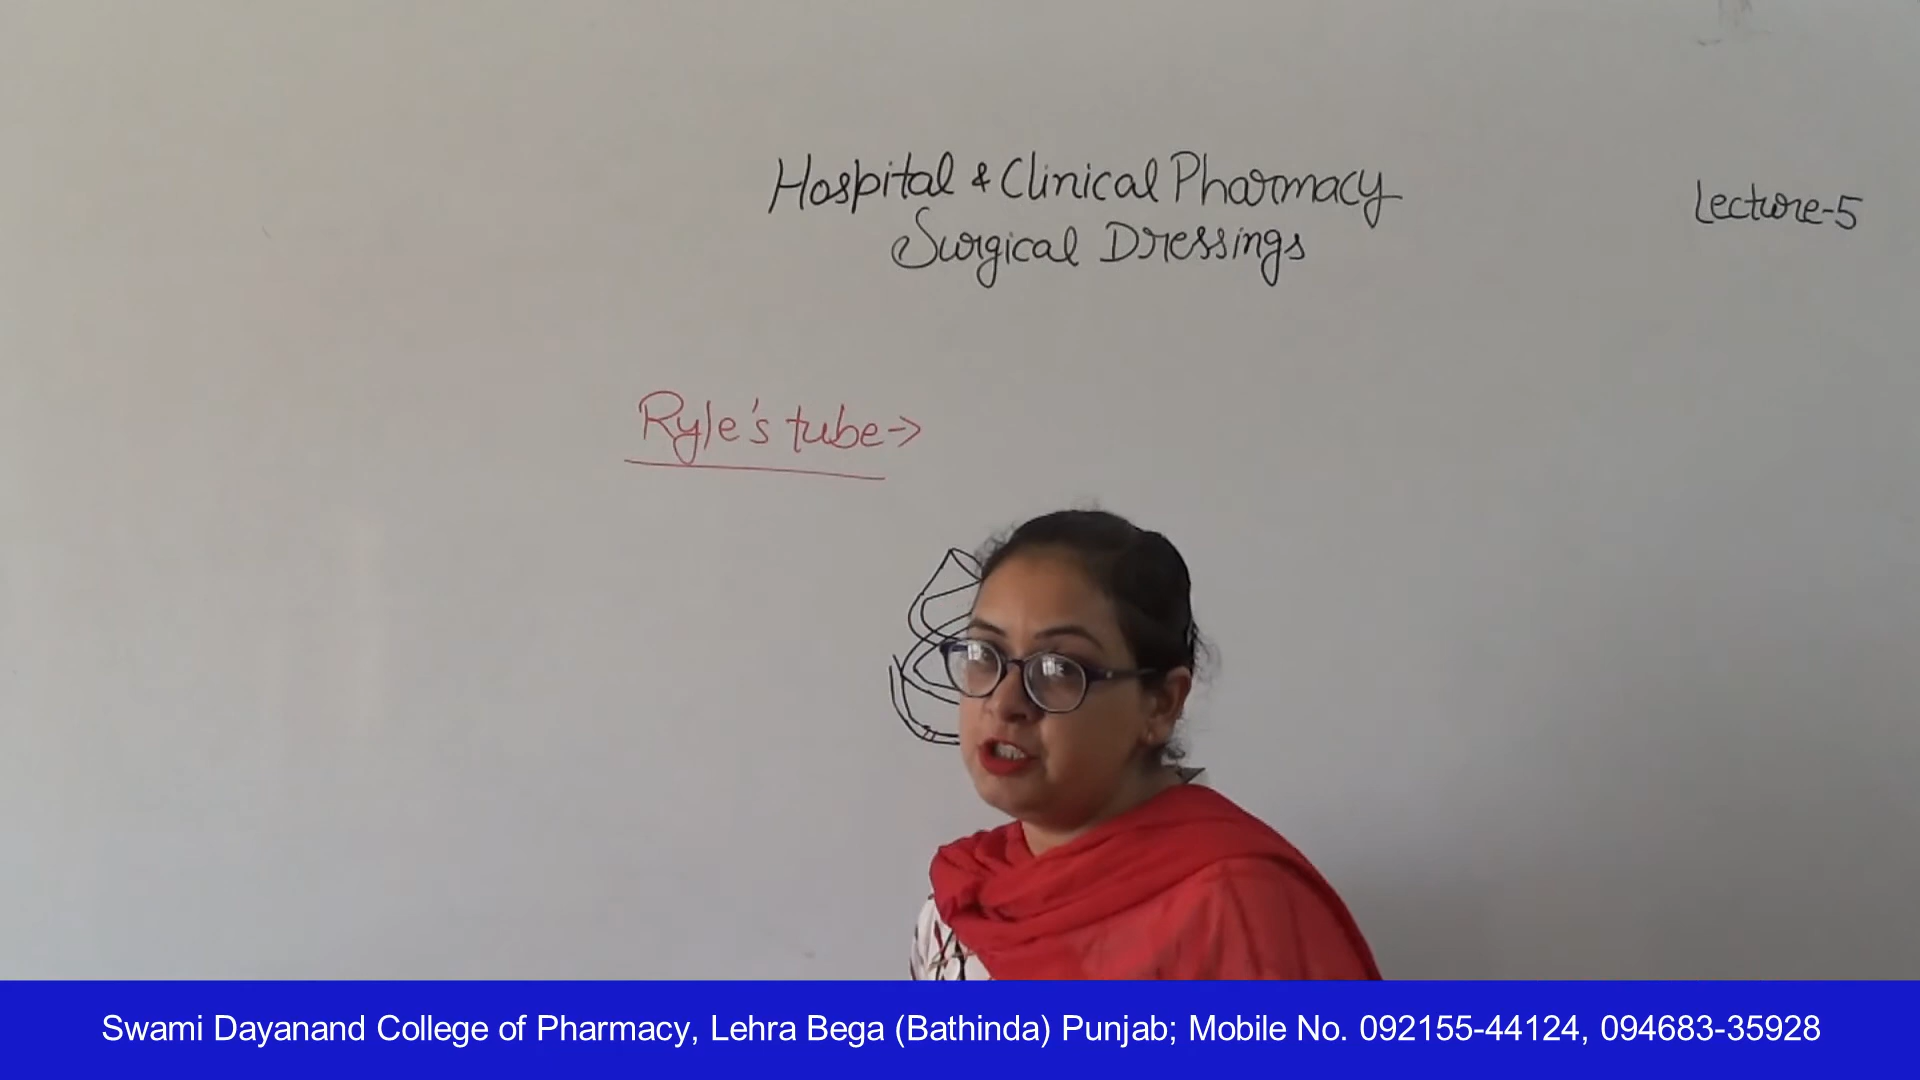 Hospital & Clinical Pharmacy
Lecture-5
Surgical Dressings
Ryle's tube->
Swami Dayanand College of Pharmacy, Lehra Bega (Bathinda) Punjab; Mobile No. 092155-44124, 094683-35928